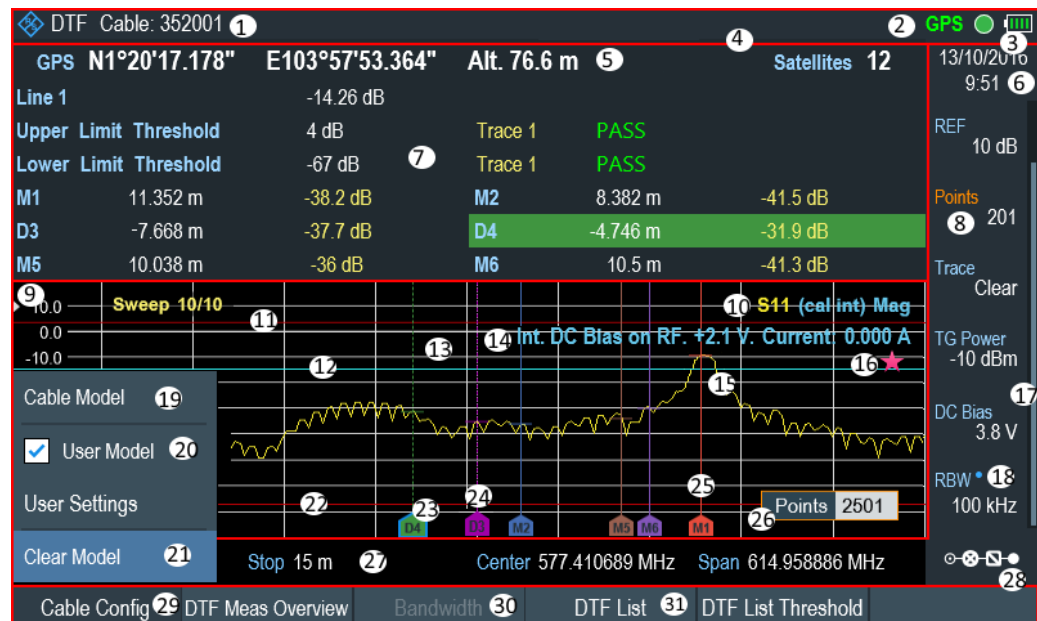 DTF Cable: 352001 1 2 GPS
4 3
GPS N1°20'17.178" E103°57'53.364" Alt. 76.6 m 5 Satellites 12 13/10/2016
9:51 6
Line 1 -14.26 dB
Upper Limit Threshold 4 dB Trace 1 PASS REF
10 dB
Lower Limit Threshold -67 dB 7 Trace 1 PASS
M1 11.352 m -38.2 dB M2 8.382 m -41.5 dB Points
8 201
D3 -7.668 m -37.7 dB D4 -4.746 m -31.9 dB
M5 10.038 m -36 dB M6 10.5 m -41.3 dB Trace
Clear
9
10.0 Sweep 10/10 10 S11 (cal int) Mag
11
0.0 13 14 Int. DC Bias on RF. +2.1 V. Current: 0.000 A TG Power
-10.0 12 16 -10 dBm
15
Cable Model 19 17
DC Bias
3.8 V
User Model 20
RBW 18
User Settings 22 23 24 25 Points 2501 100 kHz
26
D4 D3 M2 M5 M6 M1
Clear Model 21 Stop 15 m 27 Center 577.410689 MHz Span 614.958886 MHz
28
Cable Config 29 DTF Meas Overview Bandwidth 30 DTF List 31 DTF List Threshold